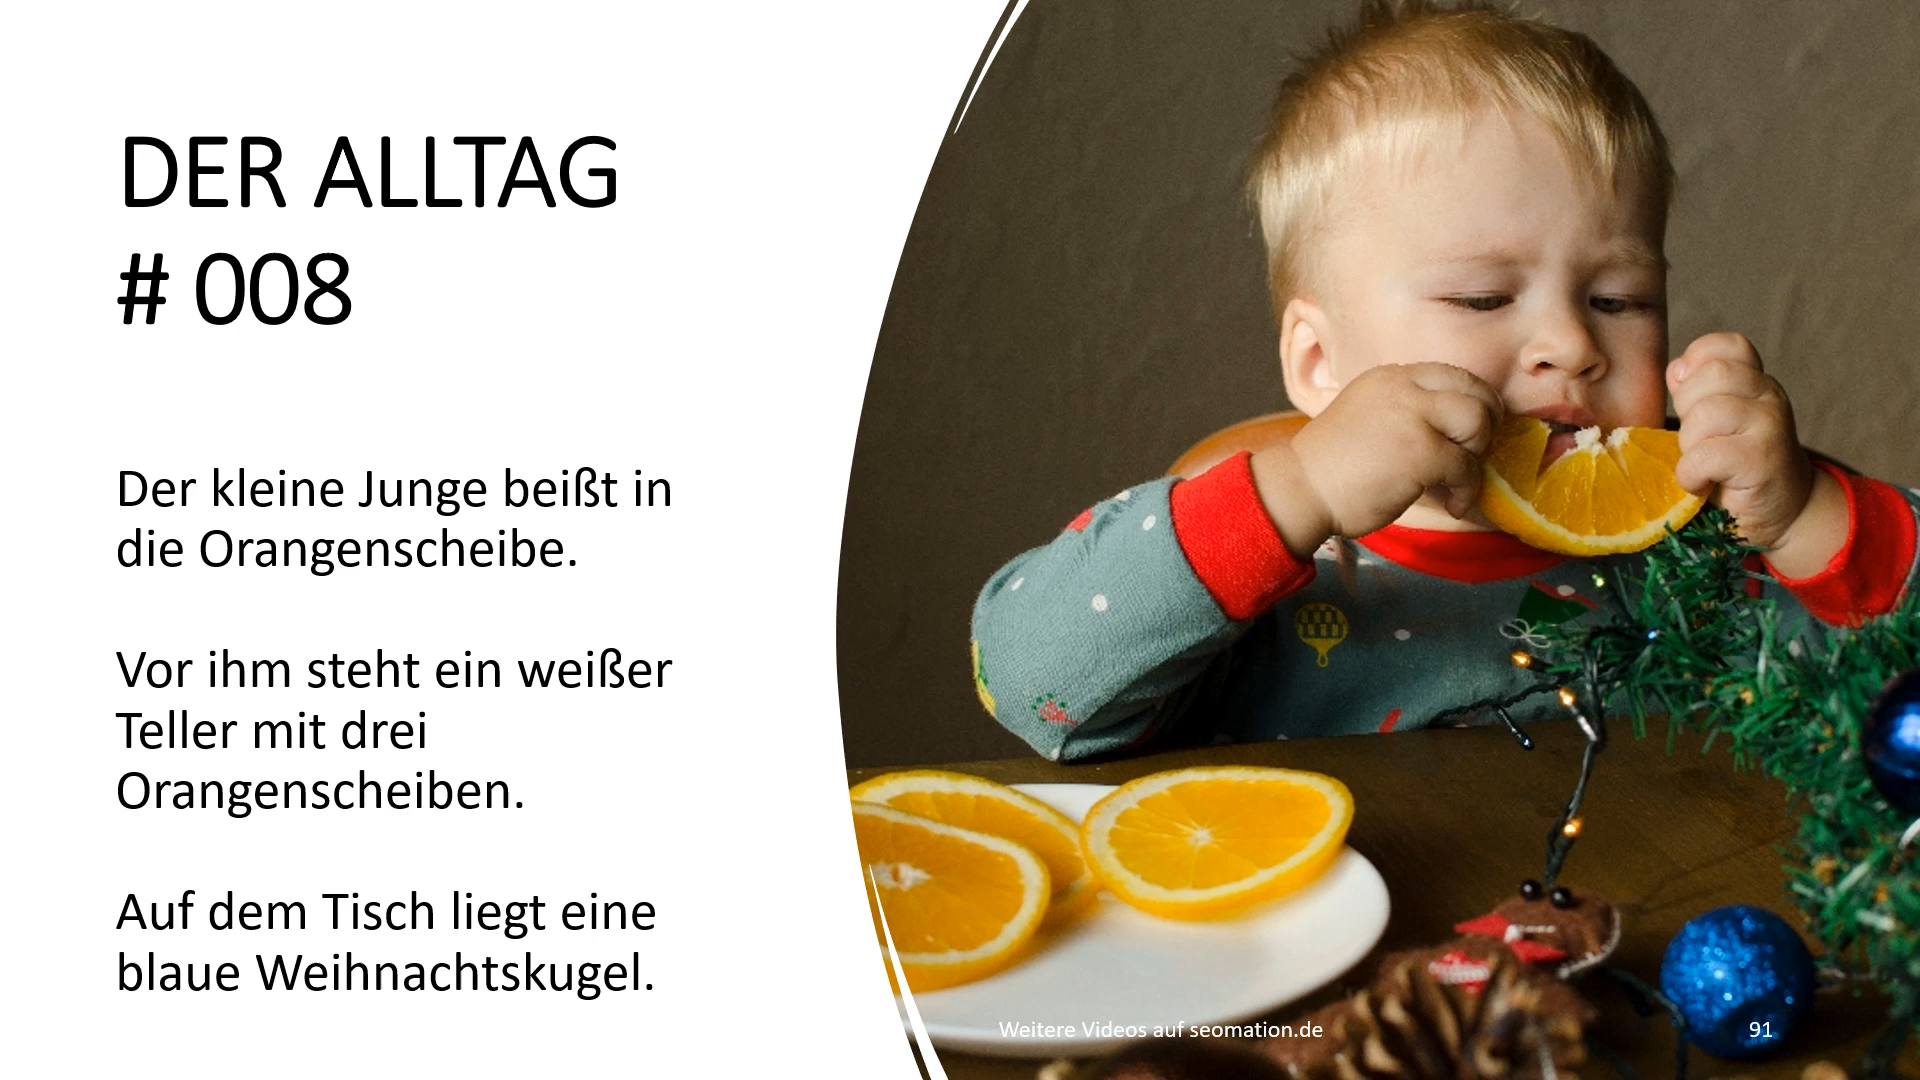 DER ALLTAG
# 008
Der kleine Junge beißt in
die Orangenscheibe.
Vor ihm steht ein weißer
Teller mit drei
Orangenscheiben.
Auf dem Tisch liegt eine
blaue Weihnachtskugel.
Weitere Videos auf seomation.de
91